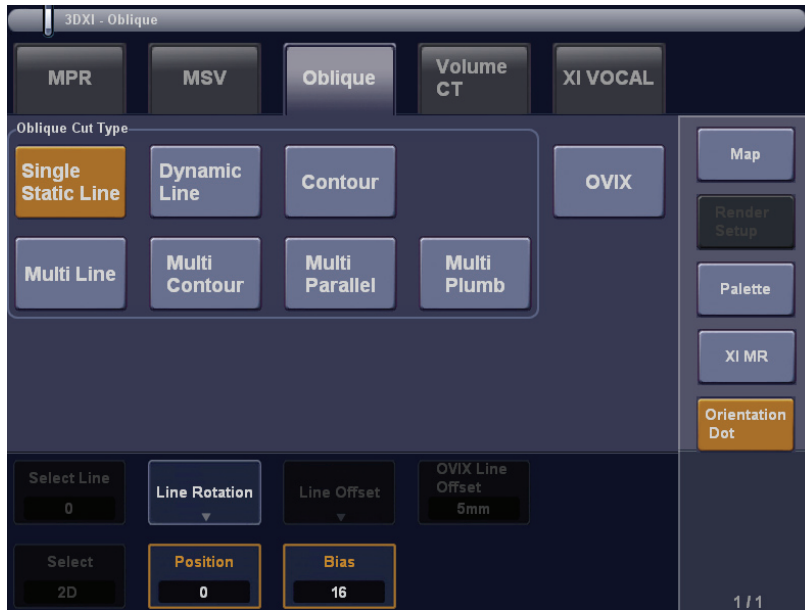 3DXI - Oblique
MPR
MSV
Oblique
Volume
CT
XI VOCAL
Oblique Cut Type
Single
Static Line
Dynamic
Line
Contour
OVIX
Multi Line
Multi
Contour
Multi
Parallel
Multi
Plumb
Map
Render
Setup
Palette
XI MR
Orientation
Dot
Select Line
0
Line Rotation
Line Offset
OVIX Line
Offset
5mm
Select
2D
Position
0
Bias
16
1/1